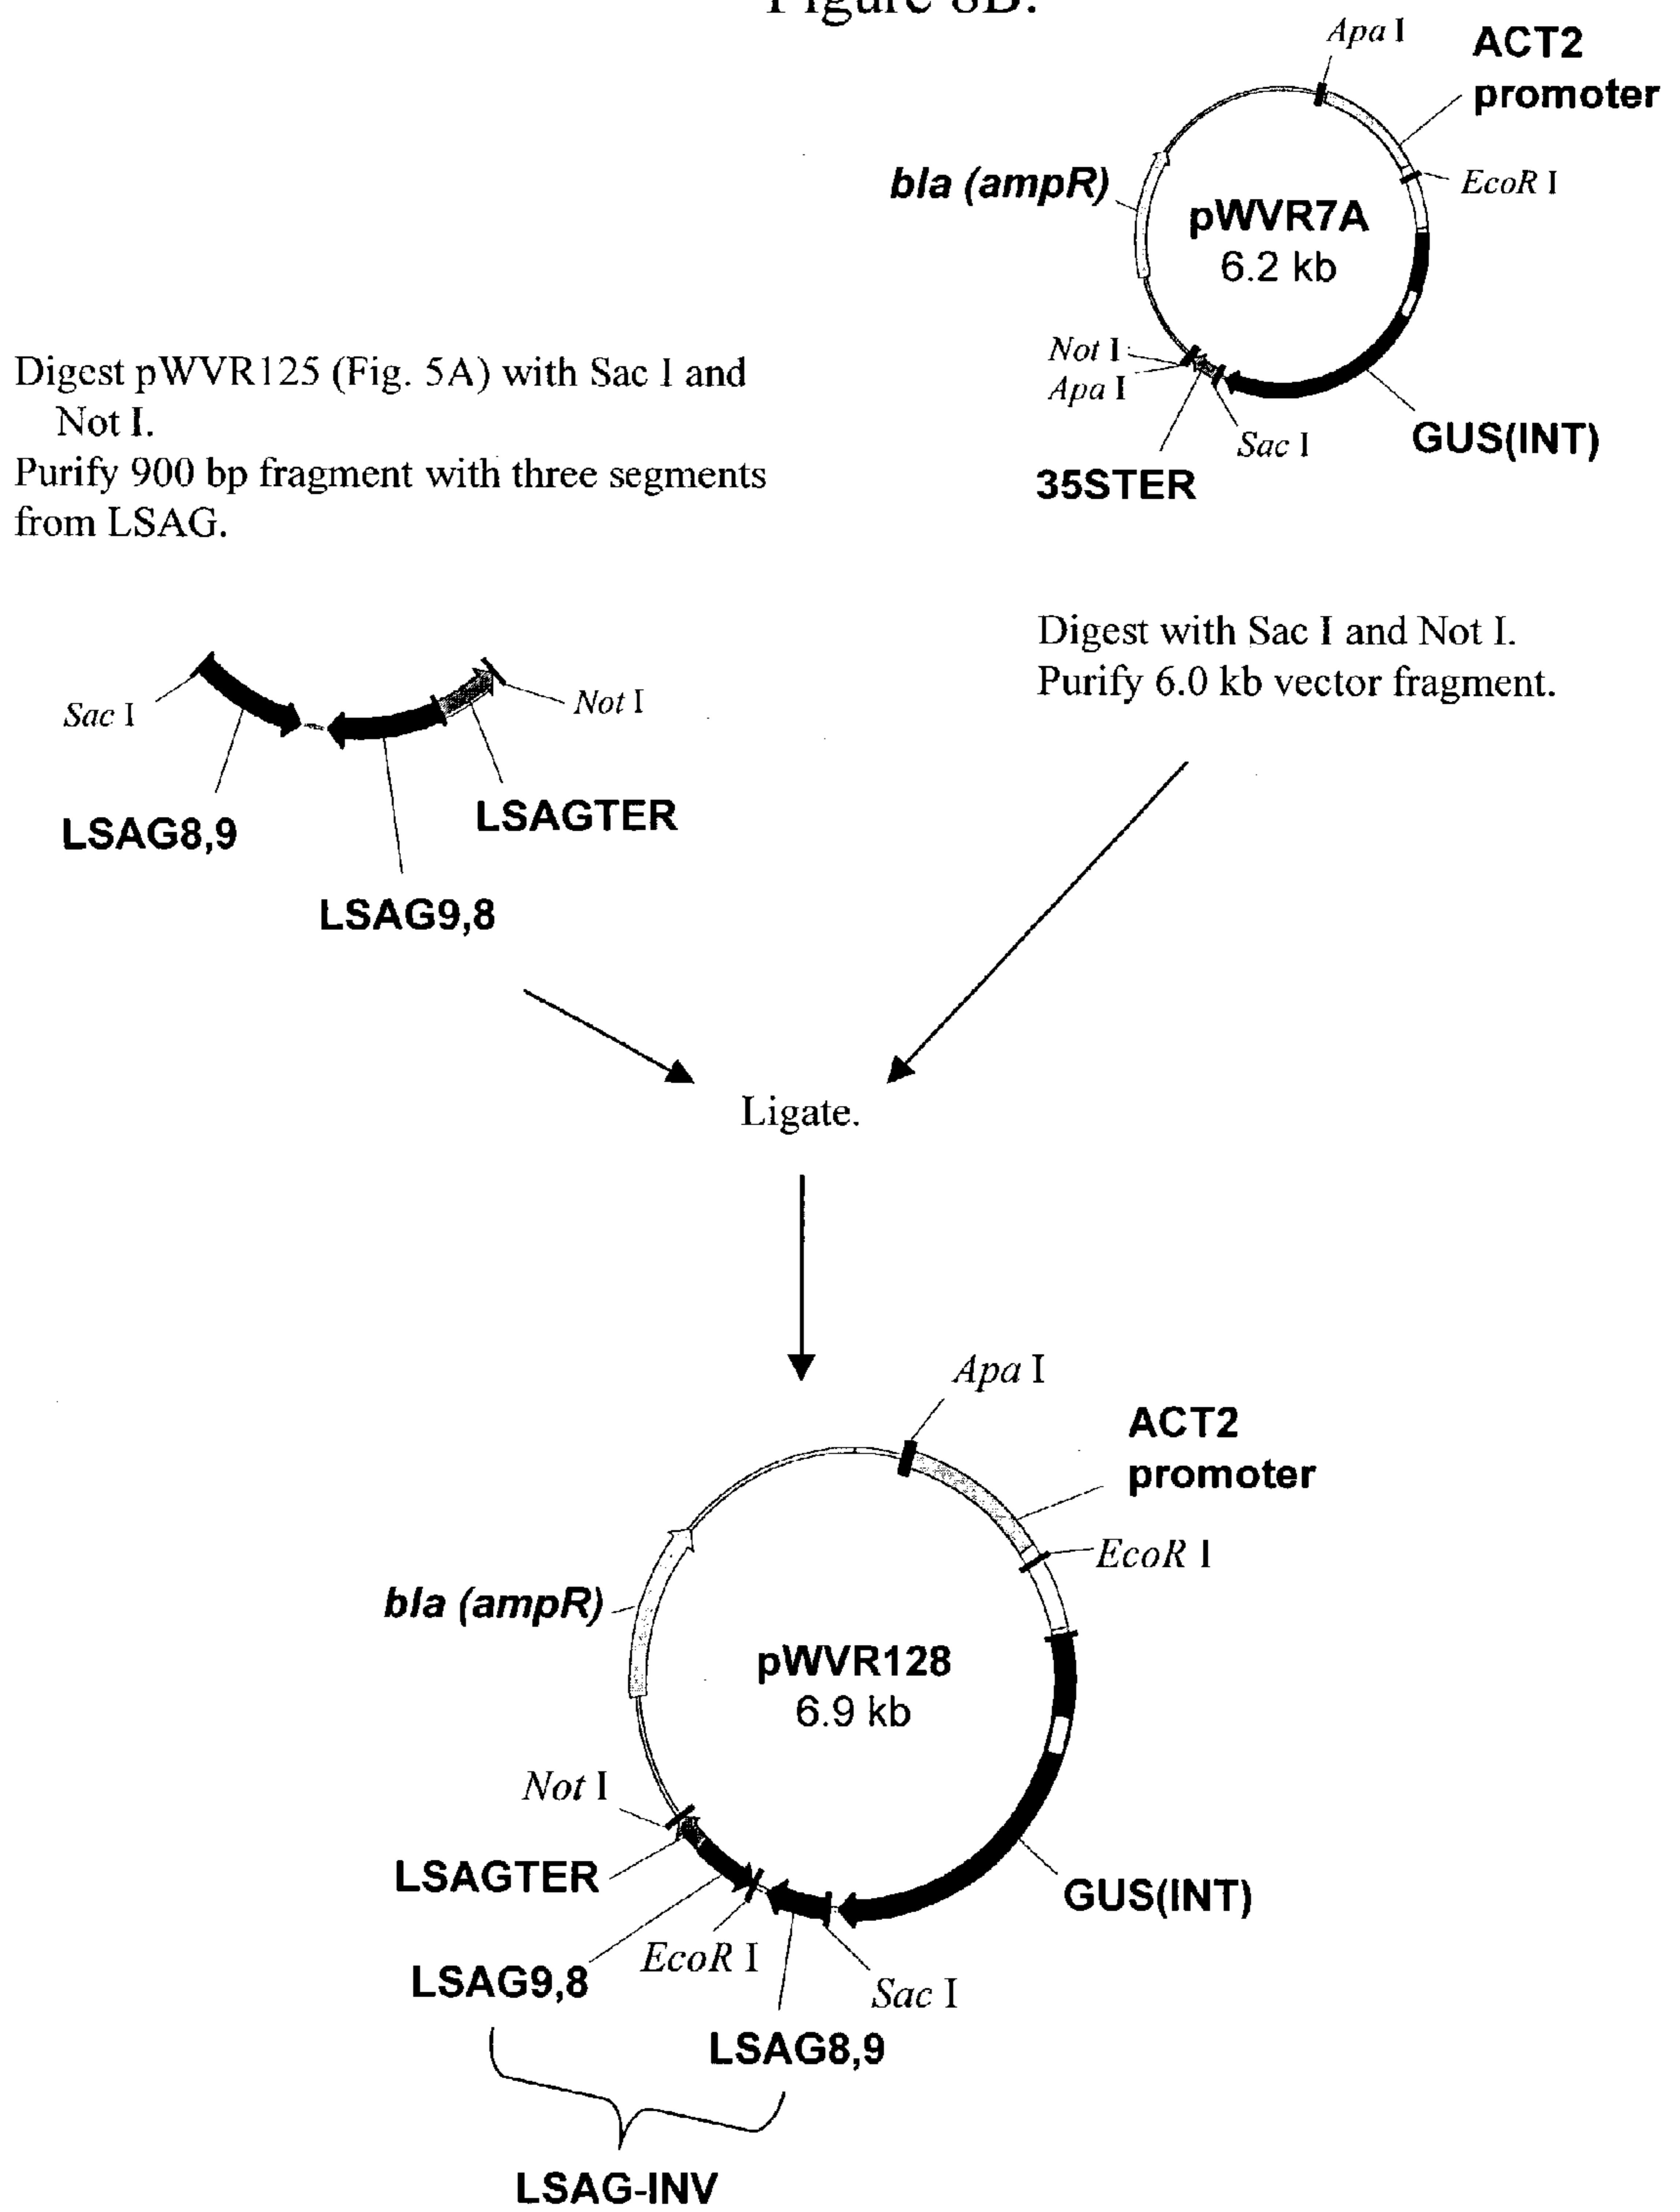 Figure 8B.
Apa I
ACT2
promoter
bla (ampR)
EcoR I
pWVR7A
6.2 kb
Not I
Apa I
Sac I
GUS(INT)
35STER
Digest pWVR125 (Fig. 5A) with Sac I and
Not I.
Purify 900 bp fragment with three segments
from LSAG.
Digest with Sac I and Not I.
Purify 6.0 kb vector fragment.
Sac I
Not I
LSAG8,9
LSAGTER
LSAG9,8
Ligate.
Apa I
ACT2
promoter
EcoR I
bla (ampR)
pWVR128
6.9 kb
Not I
LSAGTER
GUS(INT)
EcoR I
LSAG9,8
Sac I
LSAG8,9
LSAG-INV